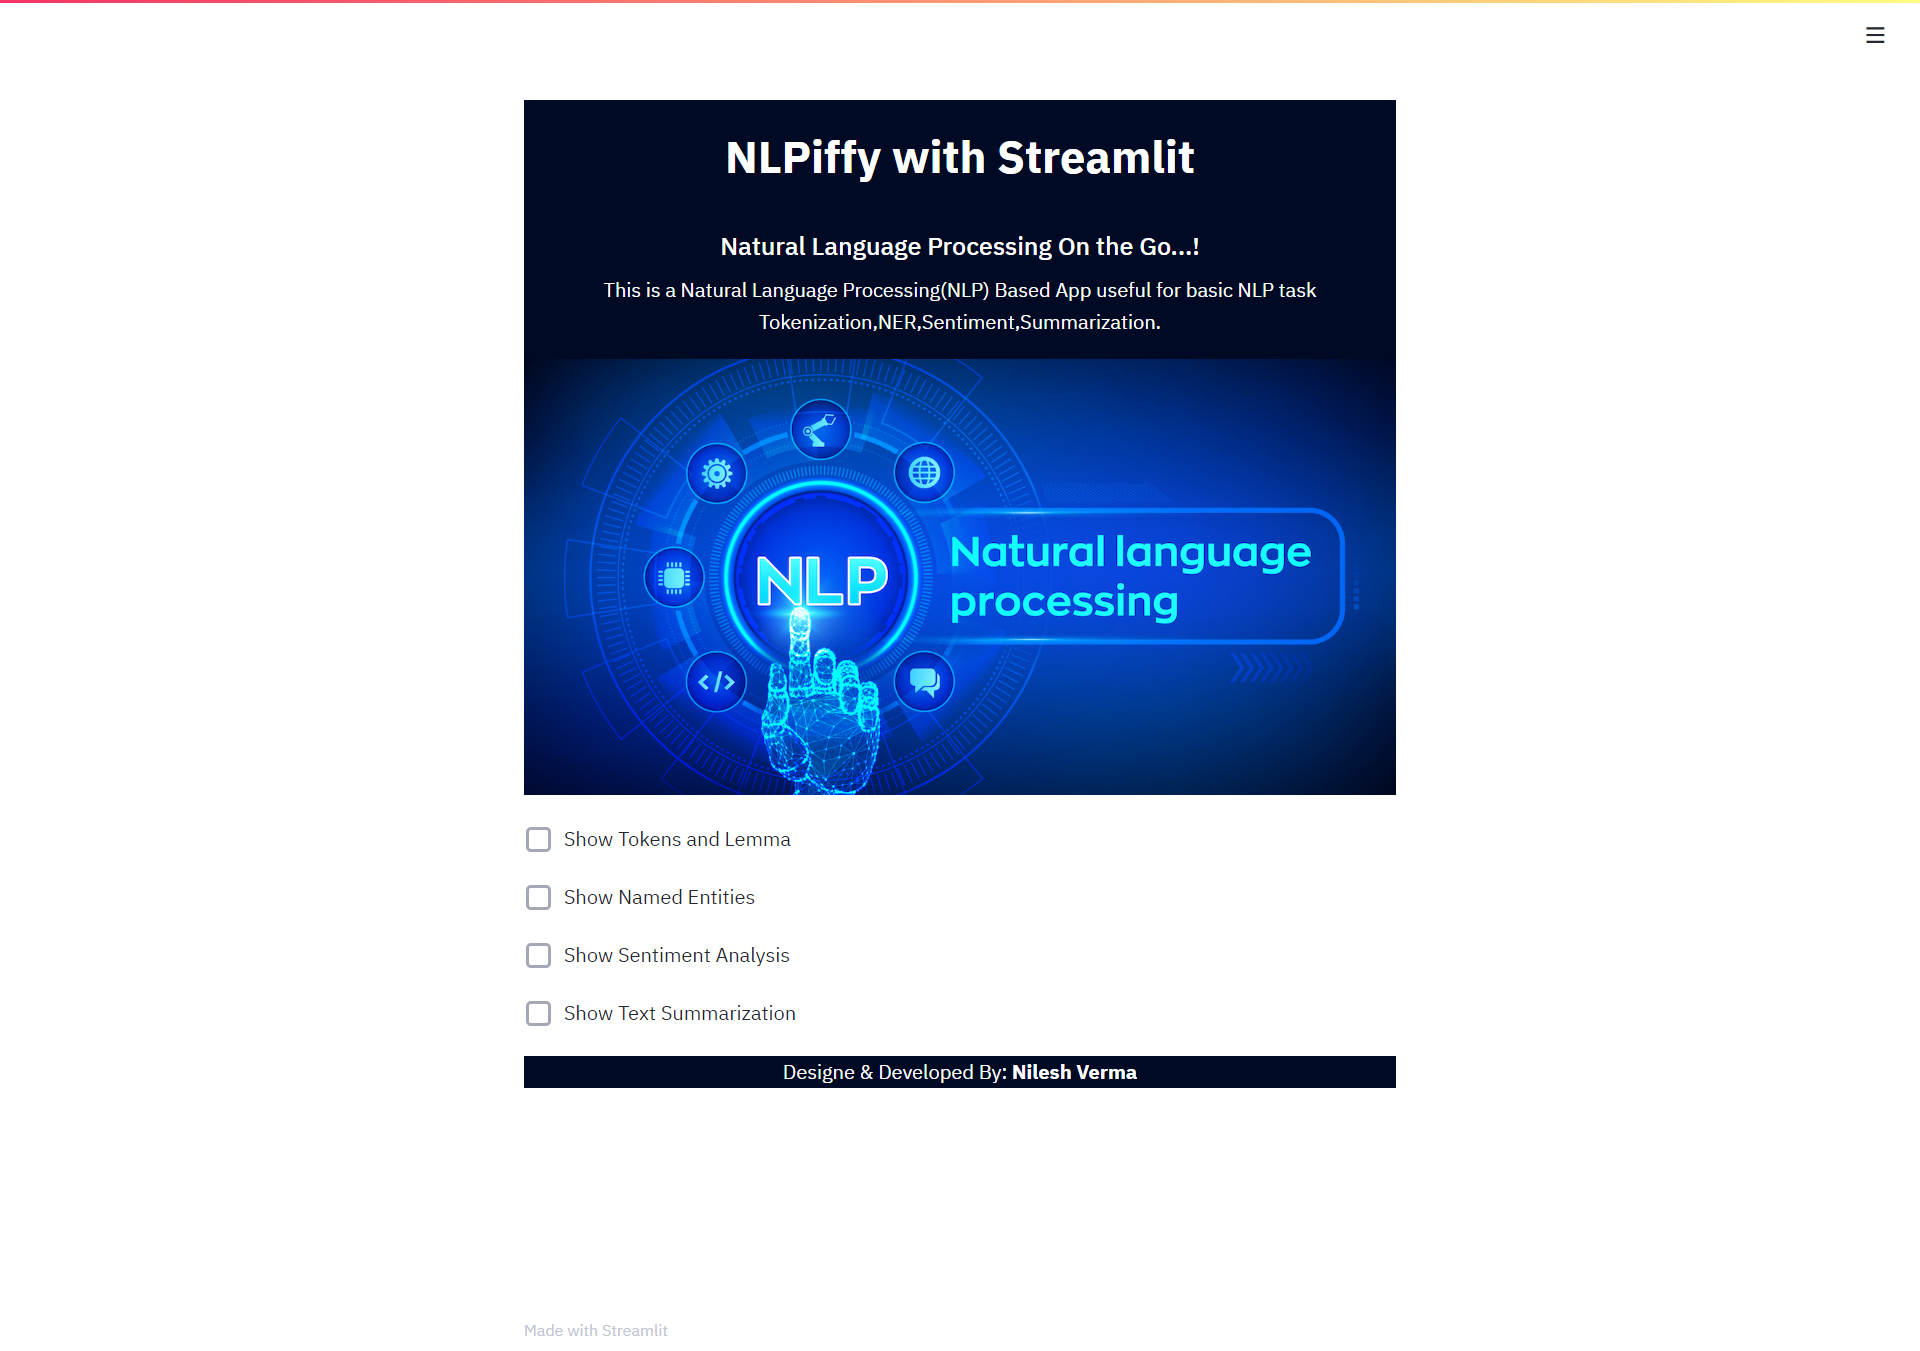 NLPiffy with Streamlit
Natural Language Processing On the Go...!
This is a Natural Language Processing(NLP) Based App useful for basic NLP task
Tokenization,NER,Sentiment,Summarization.
NLP
Natural language
processing
</>
Show Tokens and Lemma
Show Named Entities
Show Sentiment Analysis
Show Text Summarization
Designe & Developed By: Nilesh Verma
Made with Streamlit